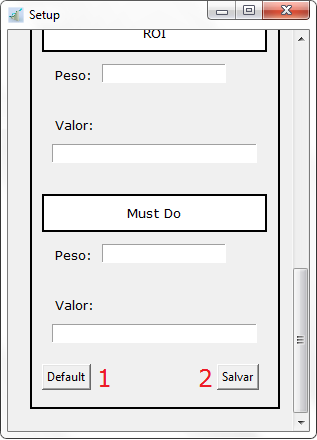 Setup
ROI
Peso:
Valor:
Must Do
Peso:
Valor:
Default 1 2 Salvar